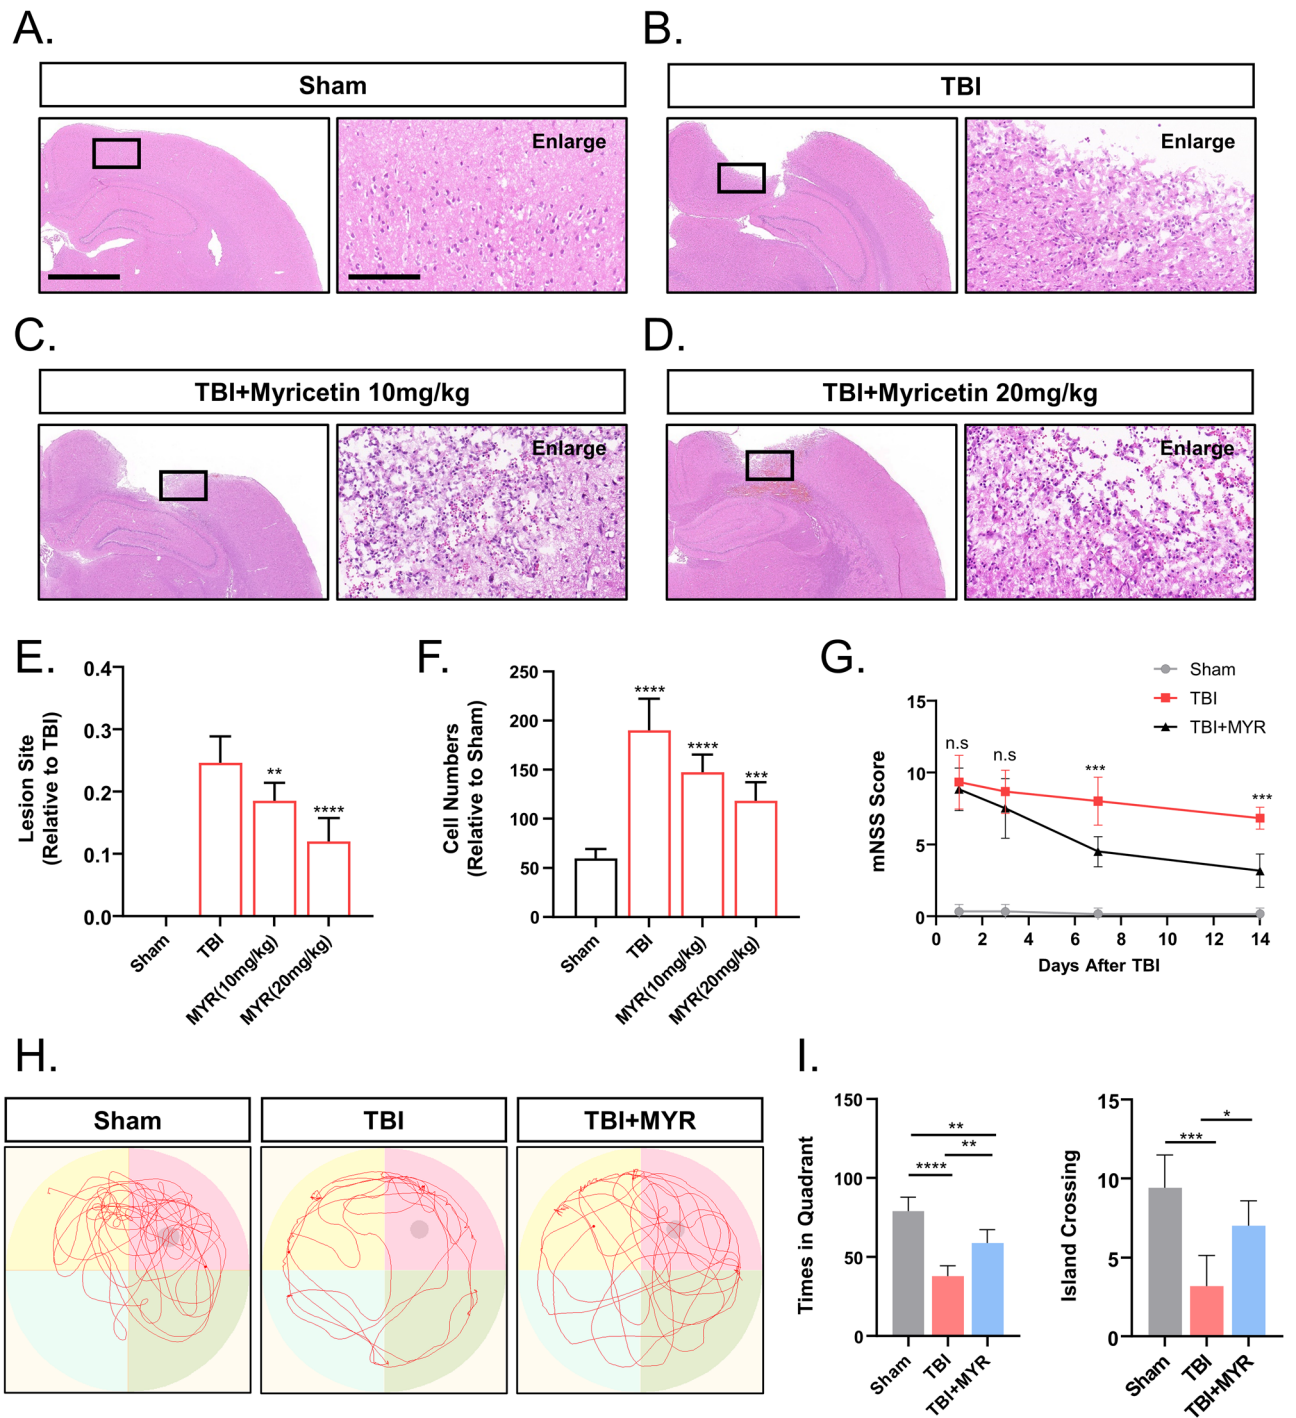 A.
Sham
Enlarge
B.
TBI
Enlarge
C.
TBI+Myricetin 10mg/kg
Enlarge
D.
TBI+Myricetin 20mg/kg
Enlarge
E.
Lesion Site
(Relative to TBI)
0.4
0.3
0.2
0.1
0.0
**
****
Sham
TBI
MYR(10mg/kg)
MYR(20mg/kg)
F.
Cell Numbers
(Relative to Sham)
250
200
150
100
50
0
****
****
***
Sham
TBI
MYR(10mg/kg)
MYR(20mg/kg)
G.
Sham
TBI
TBI+MYR
mNSS Score
15
10
5
0
n.s
n.s
***
***
0 2 4 6 8 10 12 14
Days After TBI
H.
Sham
TBI
TBI+MYR
I.
Times in Quadrant
150
100
50
0
**
**
****
Sham
TBI
TBI+MYR
Island Crossing
15
10
5
0
*
***
Sham
TBI
TBI+MYR